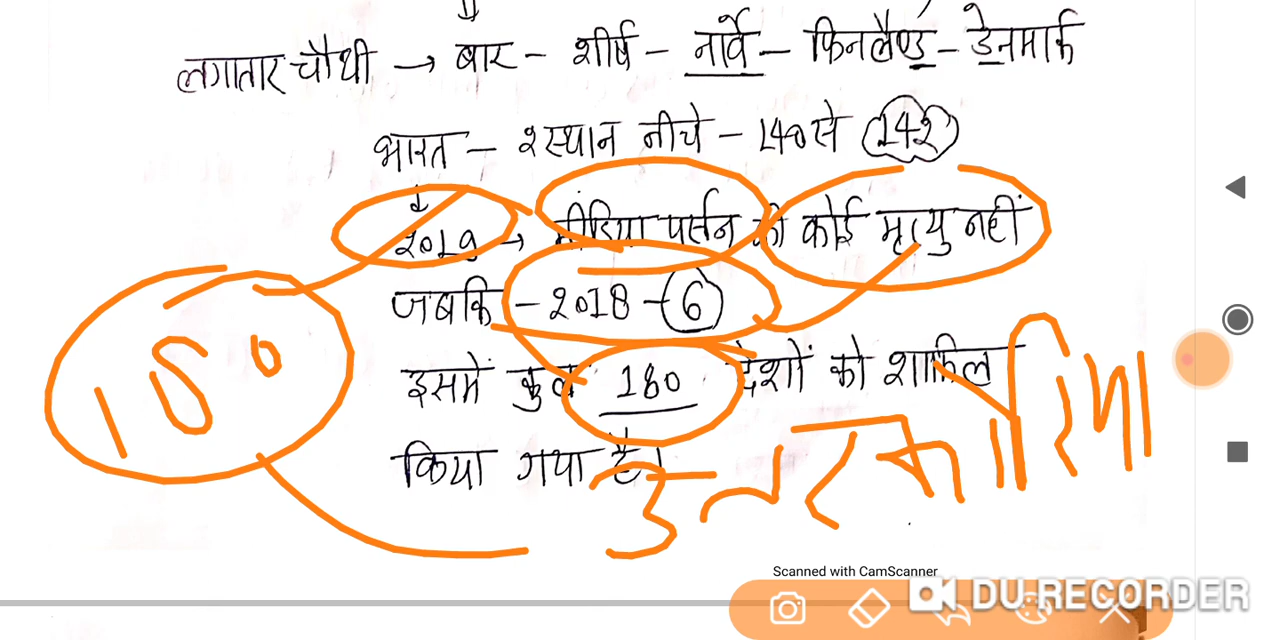 लगातार चौथी → बार - शीर्ष - नार्वे - फिनलैण्ड - डेनमार्क
भारत - २ स्थान नीचे - 140 से 142
↓
2019 → मीडिया पर्सन की कोई मृत्यु नहीं
जबकि - 2018 - 6
इसमें कुल 180 देशों को शामिल
किया गया है।
180
उत्तर कोरिया
Scanned with CamScanner
DU RECORDER